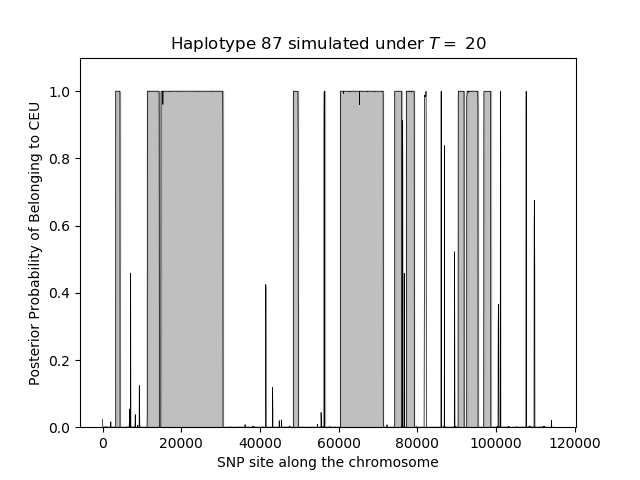 Haplotype 87 simulated under T = 20
Posterior Probability of Belonging to CEU
1.0
0.8
0.6
0.4
0.2
0.0
0 20000 40000 60000 80000 100000 120000
SNP site along the chromosome